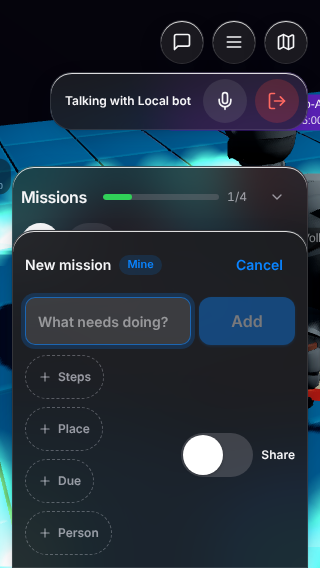 Talking with Local bot
Missions
1/4
New mission
Mine
Cancel
What needs doing?
Add
Steps
Place
Due
Person
Share